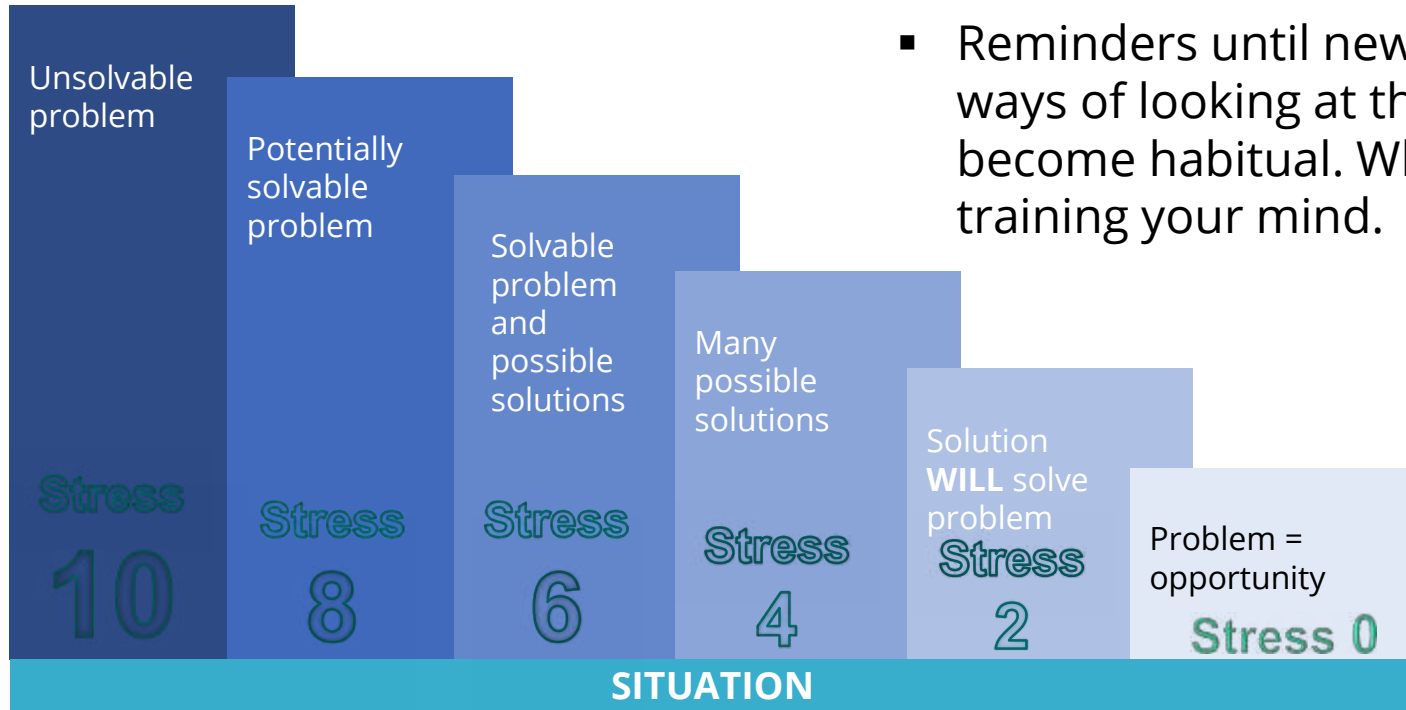 Unsolvable
problem
Stress
10
Potentially
solvable
problem
Stress
8
Solvable
problem
and
possible
solutions
Stress
6
Many
possible
solutions
Stress
4
Solution
WILL solve
problem
Stress
2
Problem =
opportunity
Stress 0
SITUATION
▪ Reminders until new
ways of looking at th
become habitual. Wh
training your mind.